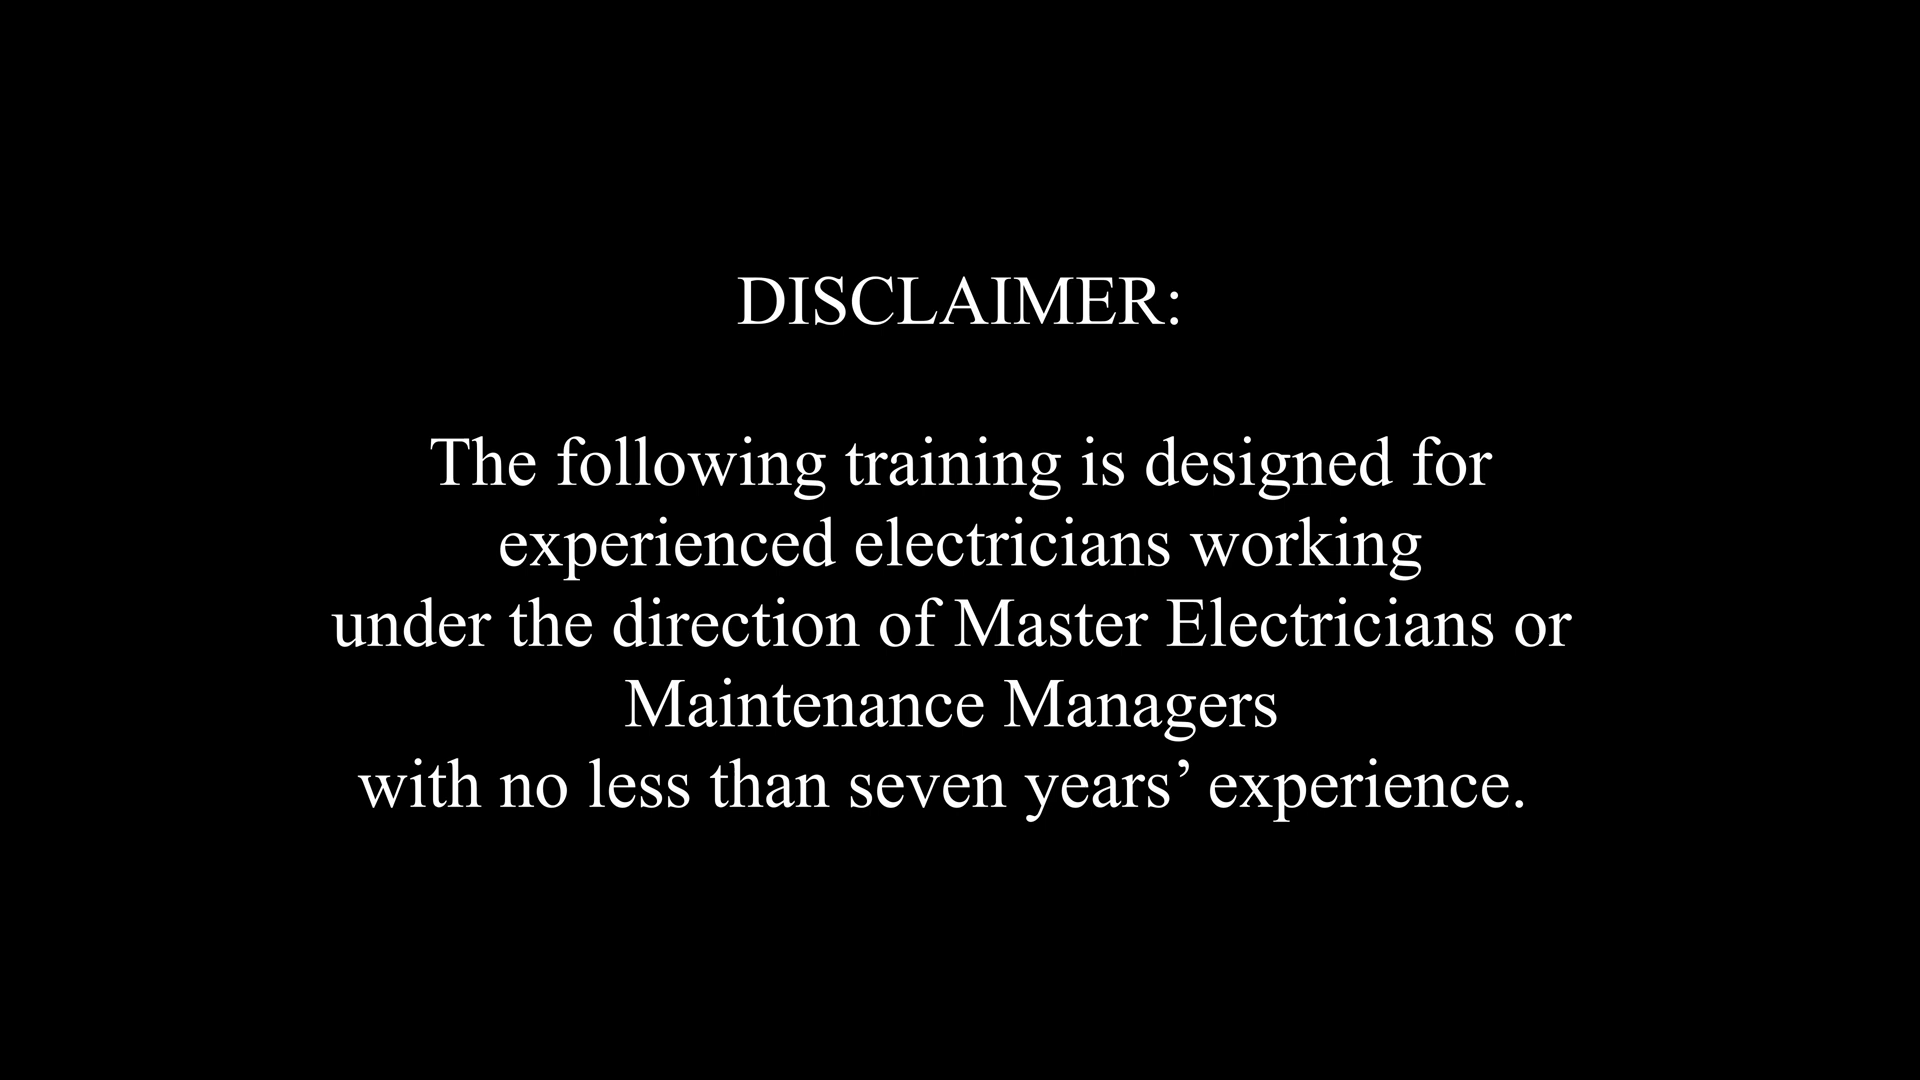 DISCLAIMER:
The following training is designed for
experienced electricians working
under the direction of Master Electricians or
Maintenance Managers
with no less than seven years’ experience.